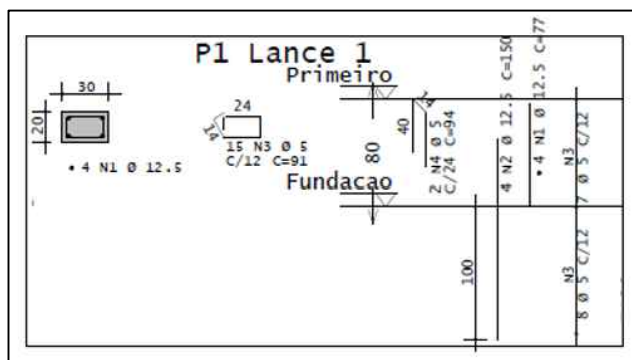 P1 Lance 1
Primeiro
30
20
• 4 N1 Ø 12.5
24
14
15 N3 Ø 5
C/12 C=91
Fundacao
80
40
14
2 N4 Ø 5
C/24 C=94
4 N2 Ø 12.5 C=150
• 4 N1 Ø 12.5 C=77
N3
7 Ø 5 C/12
100
N3
8 Ø 5 C/12